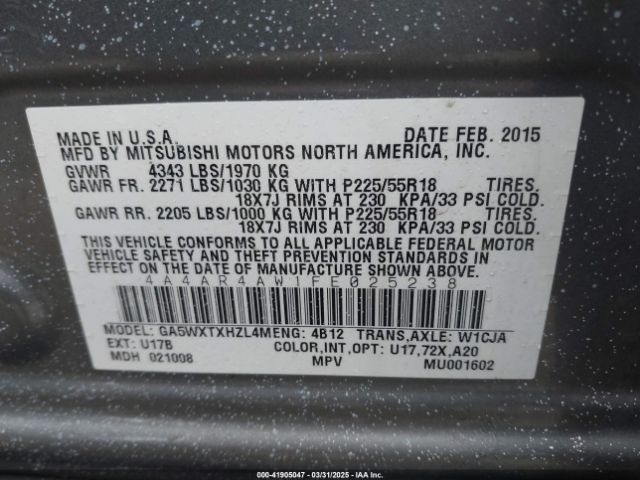 MADE IN U.S.A. DATE FEB. 2015
MFD BY MITSUBISHI MOTORS NORTH AMERICA, INC.
GVWR 4343 LBS/1970 KG
GAWR FR. 2271 LBS/1030 KG WITH P225/55R18 TIRES.
18X7J RIMS AT 230 KPA/33 PSI COLD.
GAWR RR. 2205 LBS/1000 KG WITH P225/55R18 TIRES.
18X7J RIMS AT 230 KPA/33 PSI COLD.
THIS VEHICLE CONFORMS TO ALL APPLICABLE FEDERAL MOTOR
VEHICLE SAFETY AND THEFT PREVENTION STANDARDS IN
EFFECT ON THE DATE OF MANUFACTURE SHOWN ABOVE.
4A4AR4AW1FE025238
MODEL: GA5WXTXHZL4MENG: 4B12 TRANS,AXLE: W1CJA
EXT: U17B COLOR,INT,OPT: U17,72X,A20
MDH 021008 MPV MU001602
000-41905047 - 03/31/2025 - IAAI Parts